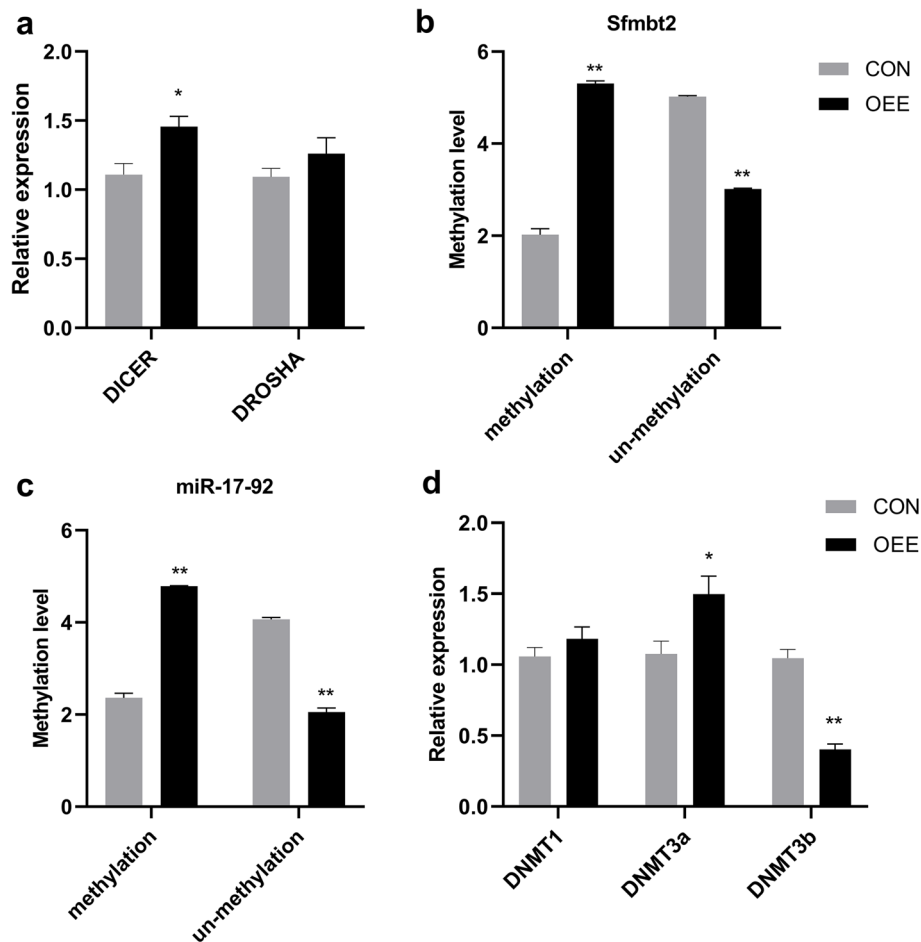 a
2.0
1.5
1.0
0.5
0.0
Relative expression
*
DICER
DROSHA
b
Sfmbt2
6
4
2
0
Methylation level
**
**
methylation
un-methylation
CON
OEE
c
miR-17-92
6
4
2
0
Methylation level
**
**
methylation
un-methylation
d
2.0
1.5
1.0
0.5
0.0
Relative expression
*
**
DNMT1
DNMT3a
DNMT3b
CON
OEE